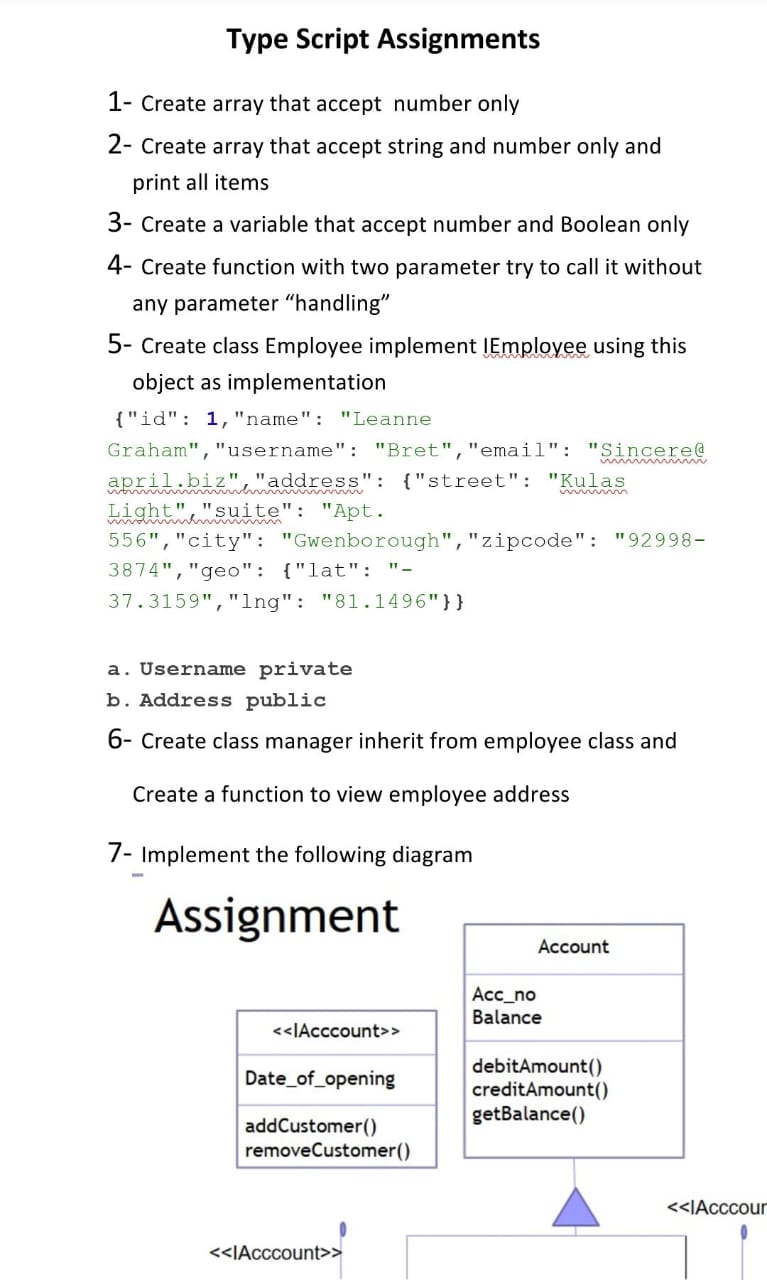 Type Script Assignments
1- Create array that accept number only
2- Create array that accept string and number only and
print all items
3- Create a variable that accept number and Boolean only
4- Create function with two parameter try to call it without
any parameter “handling”
5- Create class Employee implement IEmployee using this
object as implementation
{"id": 1,"name": "Leanne
Graham","username": "Bret","email": "Sincere@
april.biz","address": {"street": "Kulas
Light","suite": "Apt.
556","city": "Gwenborough","zipcode": "92998-
3874","geo": {"lat": "-
37.3159","lng": "81.1496"}}
a. Username private
b. Address public
6- Create class manager inherit from employee class and
Create a function to view employee address
7- Implement the following diagram
Assignment
Account
Acc_no
Balance
debitAmount()
creditAmount()
getBalance()
<<IAcccount>>
Date_of_opening
addCustomer()
removeCustomer()
<<IAcccour
<<IAcccount>>